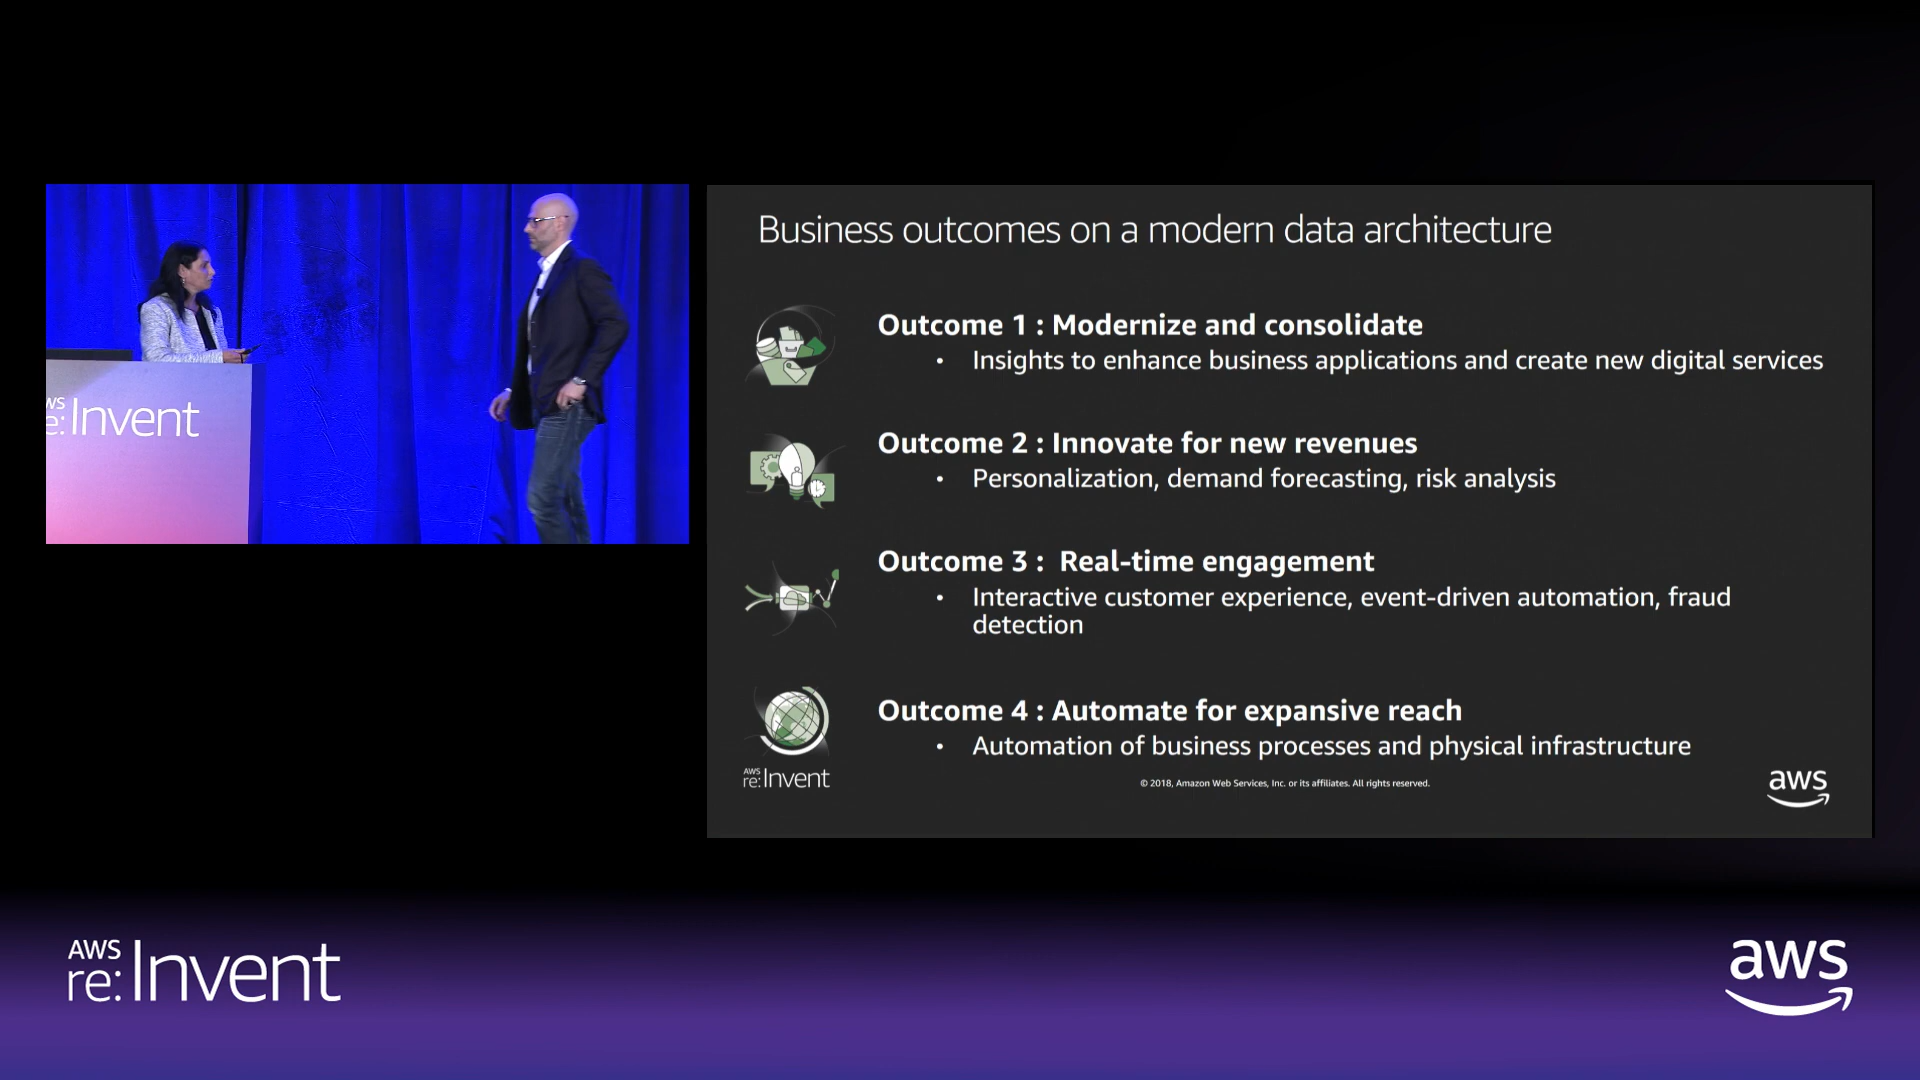 ws
e:Invent
Business outcomes on a modern data architecture
Outcome 1 : Modernize and consolidate
• Insights to enhance business applications and create new digital services
Outcome 2 : Innovate for new revenues
• Personalization, demand forecasting, risk analysis
Outcome 3 :  Real-time engagement
• Interactive customer experience, event-driven automation, fraud
detection
Outcome 4 : Automate for expansive reach
• Automation of business processes and physical infrastructure
AWS
re:Invent
© 2018, Amazon Web Services, Inc. or its affiliates. All rights reserved.
aws
AWS
re:Invent
aws